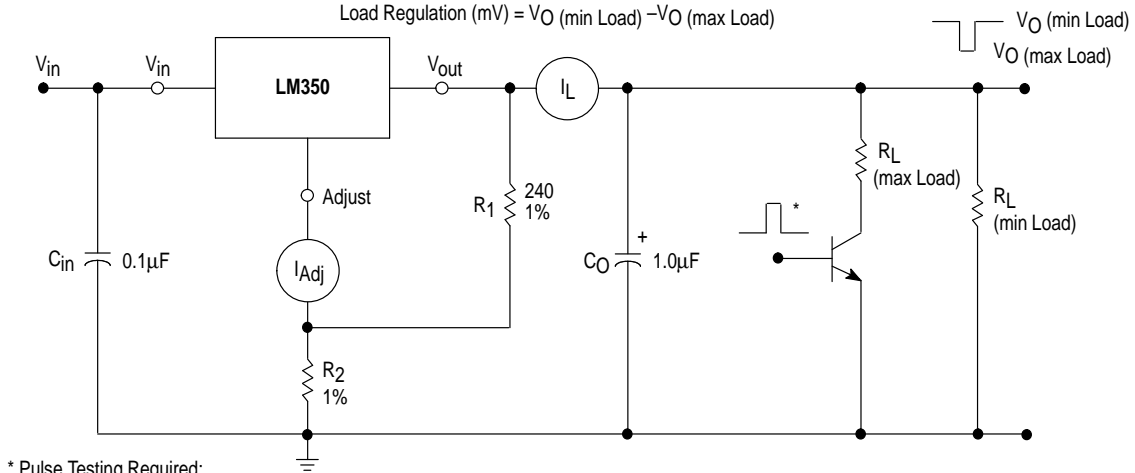 Load Regulation (mV) = VO (min Load) –VO (max Load)
VO (min Load)
VO (max Load)
Vin
Vin
LM350
Vout
IL
RL
(max Load)
RL
(min Load)
Adjust
R1
240
1%
*
Cin
0.1μF
IAdj
CO
+
1.0μF
R2
1%
* Pulse Testing Required: